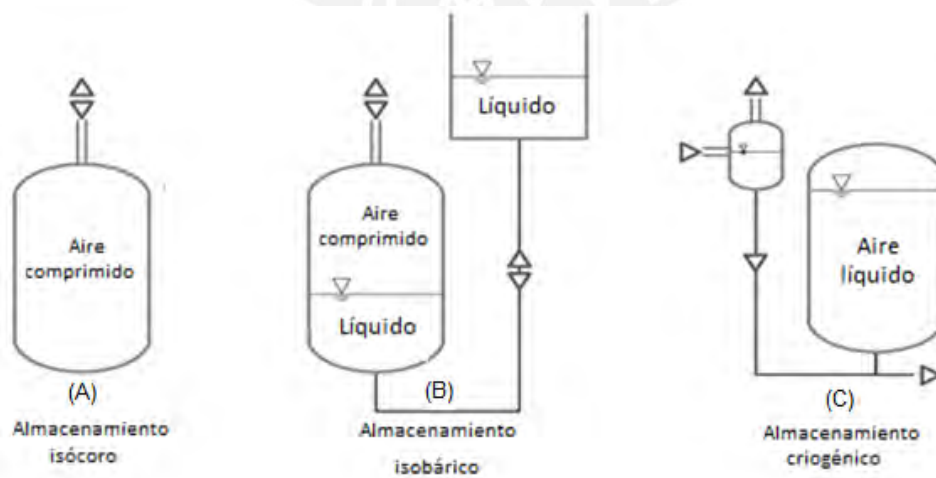 Aire
comprimido
(A)
Almacenamiento
isócoro
Líquido
Aire
comprimido
Líquido
(B)
Almacenamiento
isobárico
Aire
líquido
(C)
Almacenamiento
criogénico